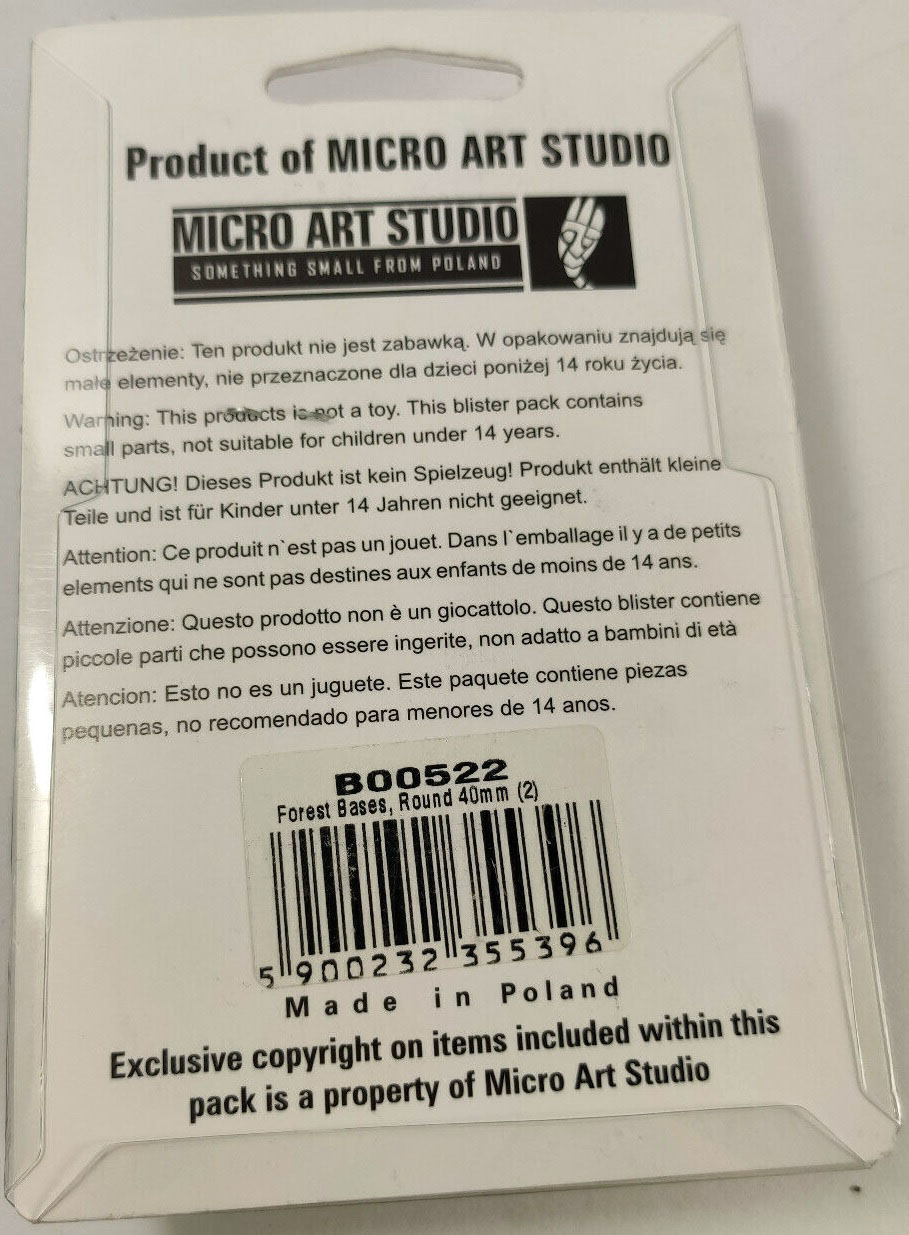 Product of MICRO ART STUDIO
MICRO ART STUDIO
SOMETHING SMALL FROM POLAND
Ostrzeżenie: Ten produkt nie jest zabawką. W opakowaniu znajdują się
małe elementy, nie przeznaczone dla dzieci poniżej 14 roku życia.
Warning: This products is not a toy. This blister pack contains
small parts, not suitable for children under 14 years.
ACHTUNG! Dieses Produkt ist kein Spielzeug! Produkt enthält kleine
Teile und ist für Kinder unter 14 Jahren nicht geeignet.
Attention: Ce produit n`est pas un jouet. Dans l`emballage il y a de petits
elements qui ne sont pas destines aux enfants de moins de 14 ans.
Attenzione: Questo prodotto non è un giocattolo. Questo blister contiene
piccole parti che possono essere ingerite, non adatto a bambini di età
Atencion: Esto no es un juguete. Este paquete contiene piezas
pequenas, no recomendado para menores de 14 anos.
B00522
Forest Bases, Round 40mm (2)
5 900232 355396
Made in Poland
Exclusive copyright on items included within this
pack is a property of Micro Art Studio